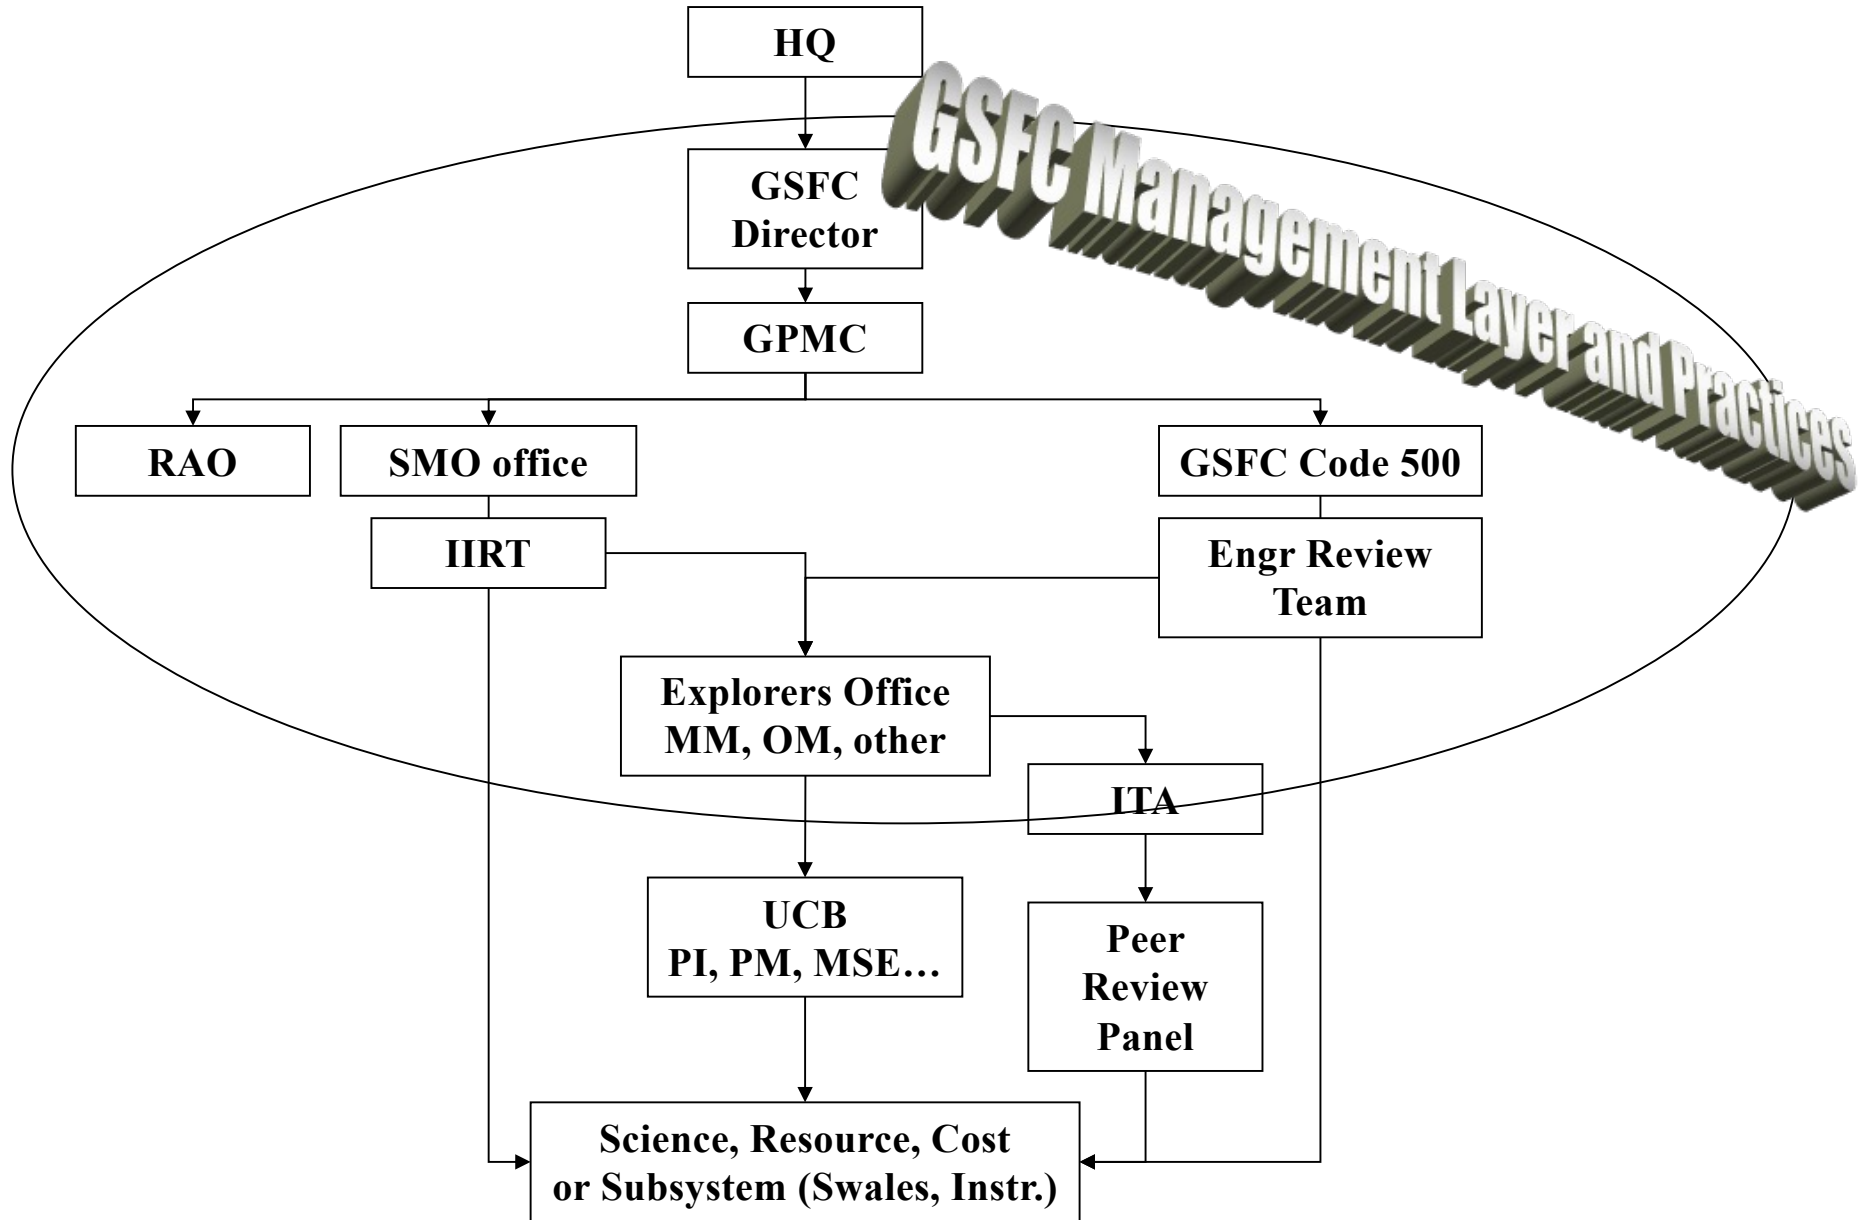 HQ
GSFC Management Layer and Practices
GSFC
Director
GPMC
RAO
SMO office
GSFC Code 500
IIRT
Engr Review
Team
Explorers Office
MM, OM, other
ITA
UCB
PI, PM, MSE…
Peer
Review
Panel
Science, Resource, Cost
or Subsystem (Swales, Instr.)